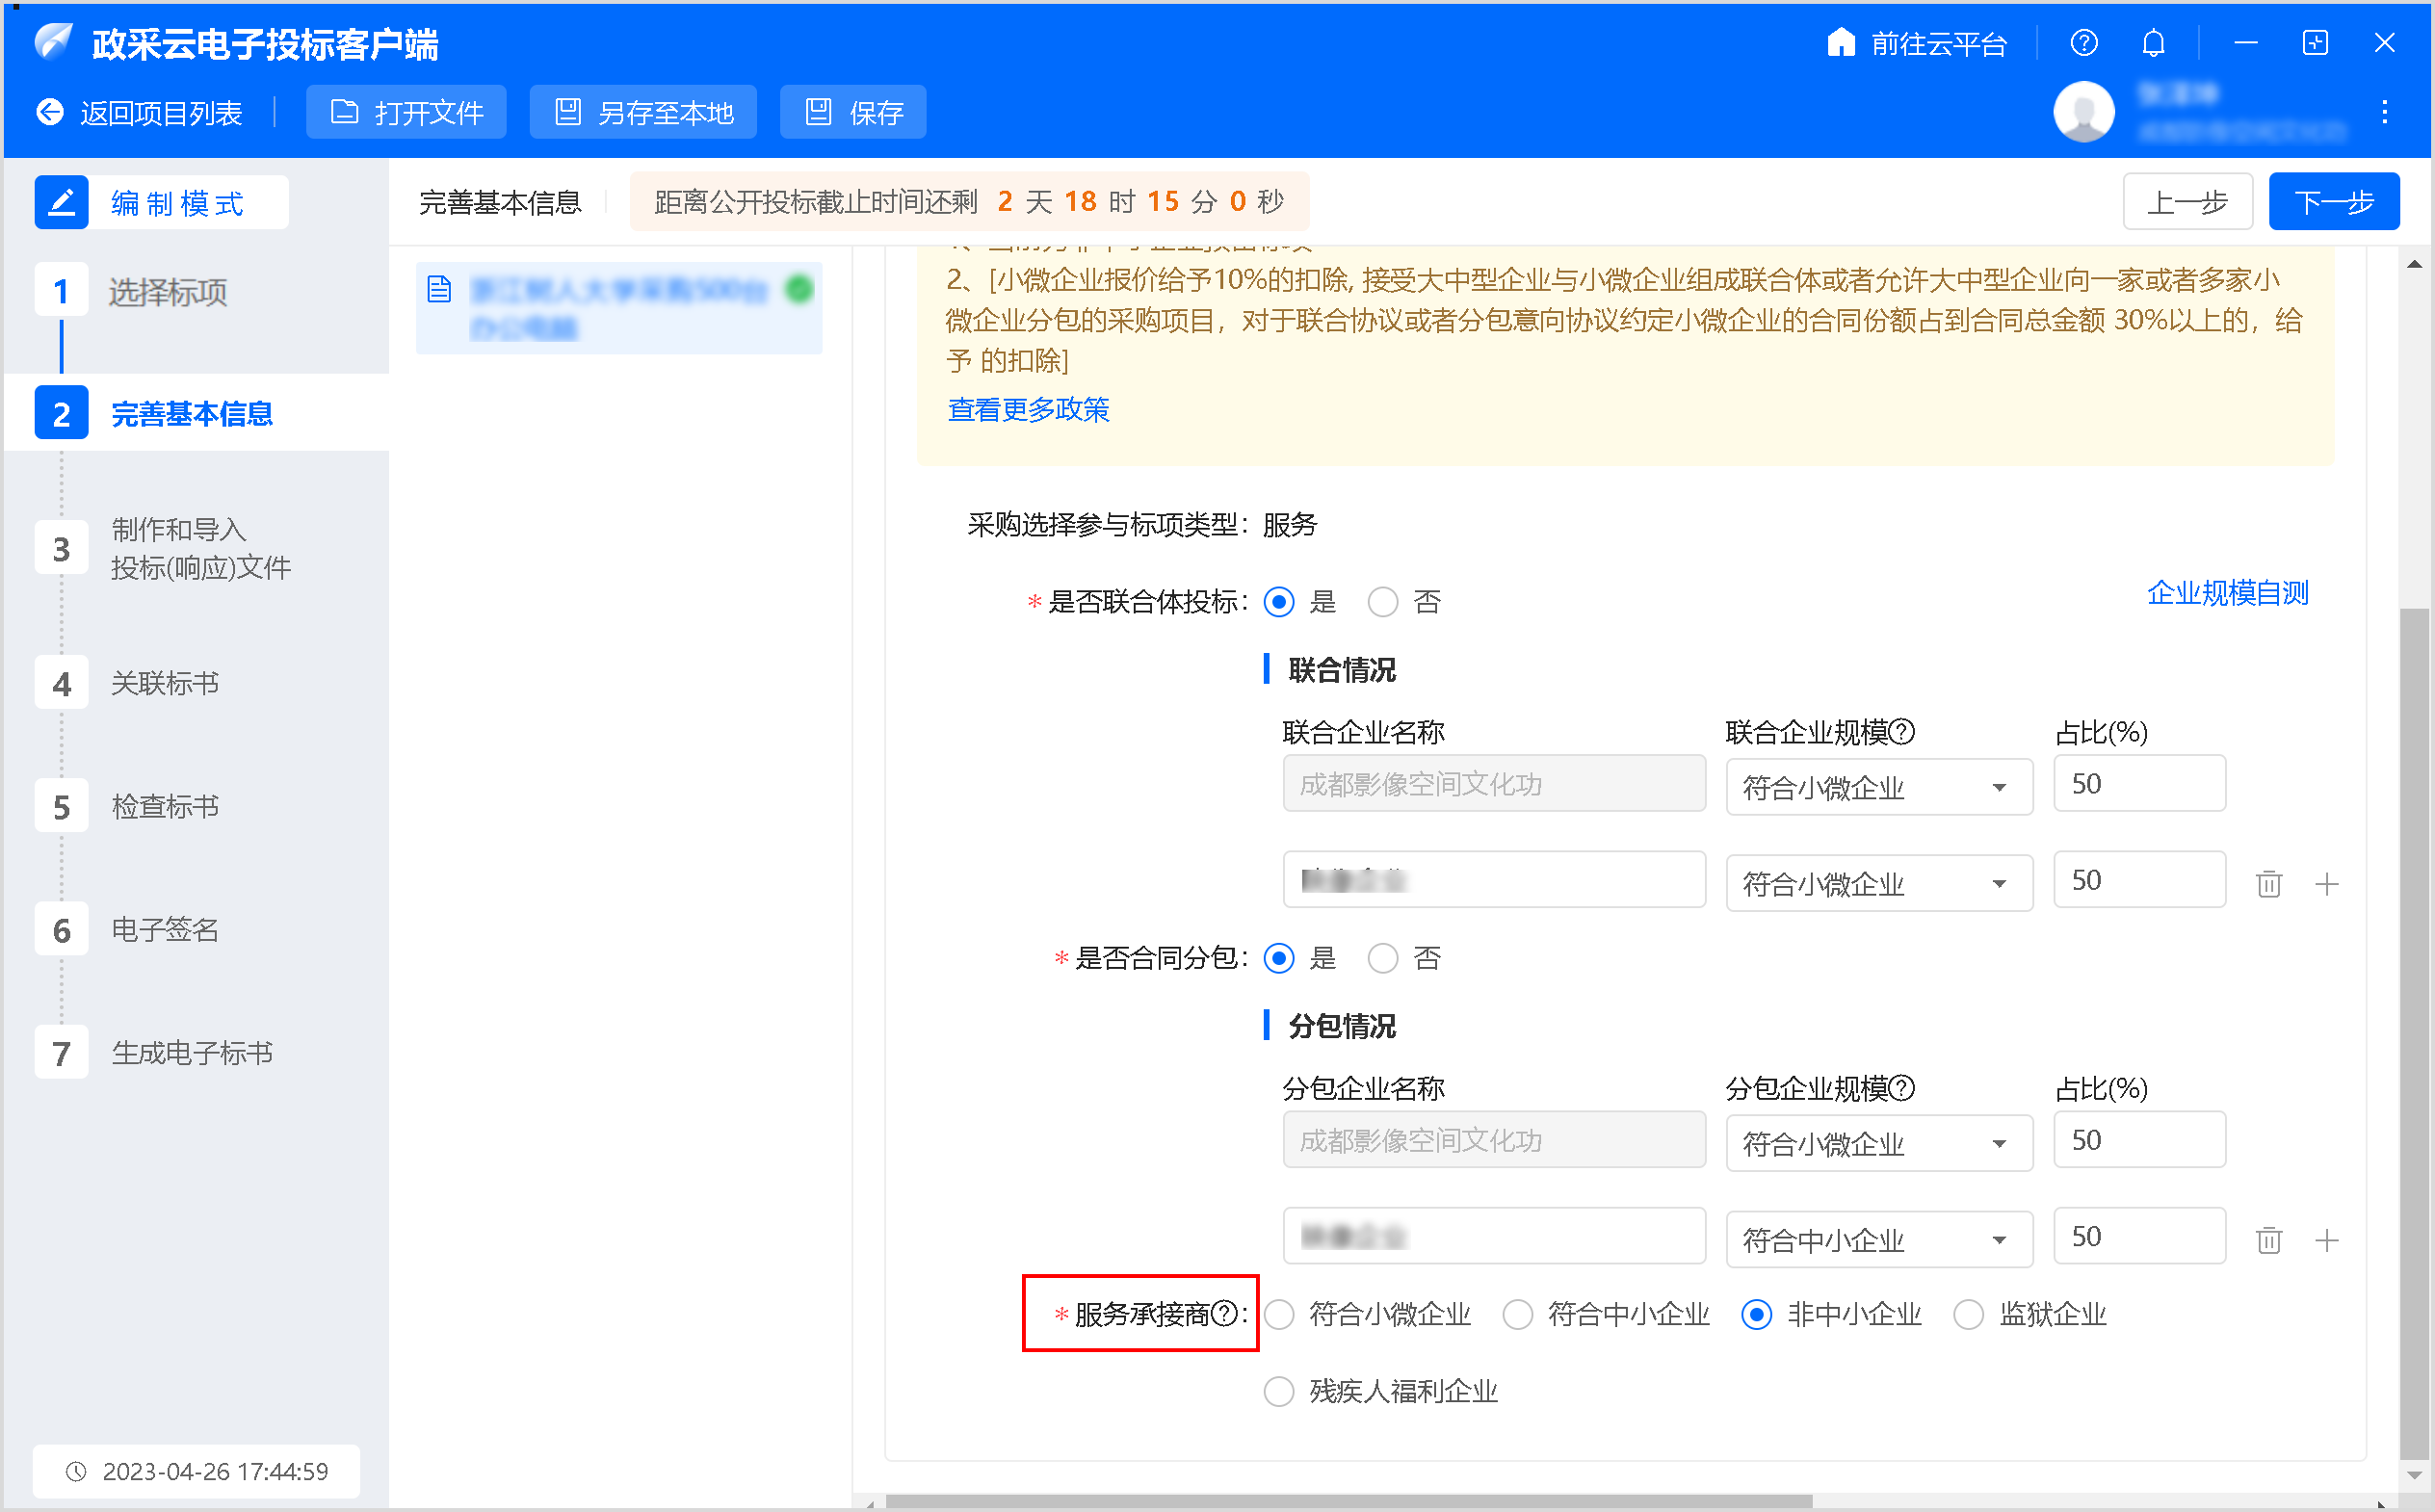 政采云电子投标客户端
前往云平台
返回项目列表
打开文件
另存至本地
保存
编制模式
完善基本信息
距离公开投标截止时间还剩 2 天 18 时 15 分 0 秒
上一步
下一步
1 选择标项
2 完善基本信息
3 制作和导入
投标(响应)文件
4 关联标书
5 检查标书
6 电子签名
7 生成电子标书
2023-04-26 17:44:59
2、[小微企业报价给予10%的扣除, 接受大中型企业与小微企业组成联合体或者允许大中型企业向一家或者多家小
微企业分包的采购项目，对于联合协议或者分包意向协议约定小微企业的合同份额占到合同总金额 30%以上的，给
予 的扣除]
查看更多政策
采购选择参与标项类型：服务
* 是否联合体投标： 是 否
企业规模自测
联合情况
联合企业名称 联合企业规模? 占比(%)
成都影像空间文化功 符合小微企业 50
符合小微企业 50
* 是否合同分包： 是 否
分包情况
分包企业名称 分包企业规模? 占比(%)
成都影像空间文化功 符合小微企业 50
符合中小企业 50
* 服务承接商?： 符合小微企业 符合中小企业 非中小企业 监狱企业
残疾人福利企业